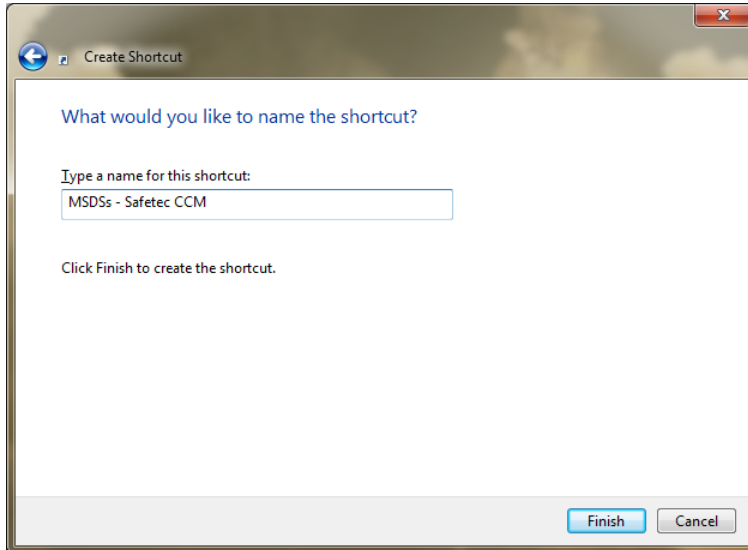 Create Shortcut
What would you like to name the shortcut?
Type a name for this shortcut:
MSDSs - Safetec CCM
Click Finish to create the shortcut.
Finish
Cancel